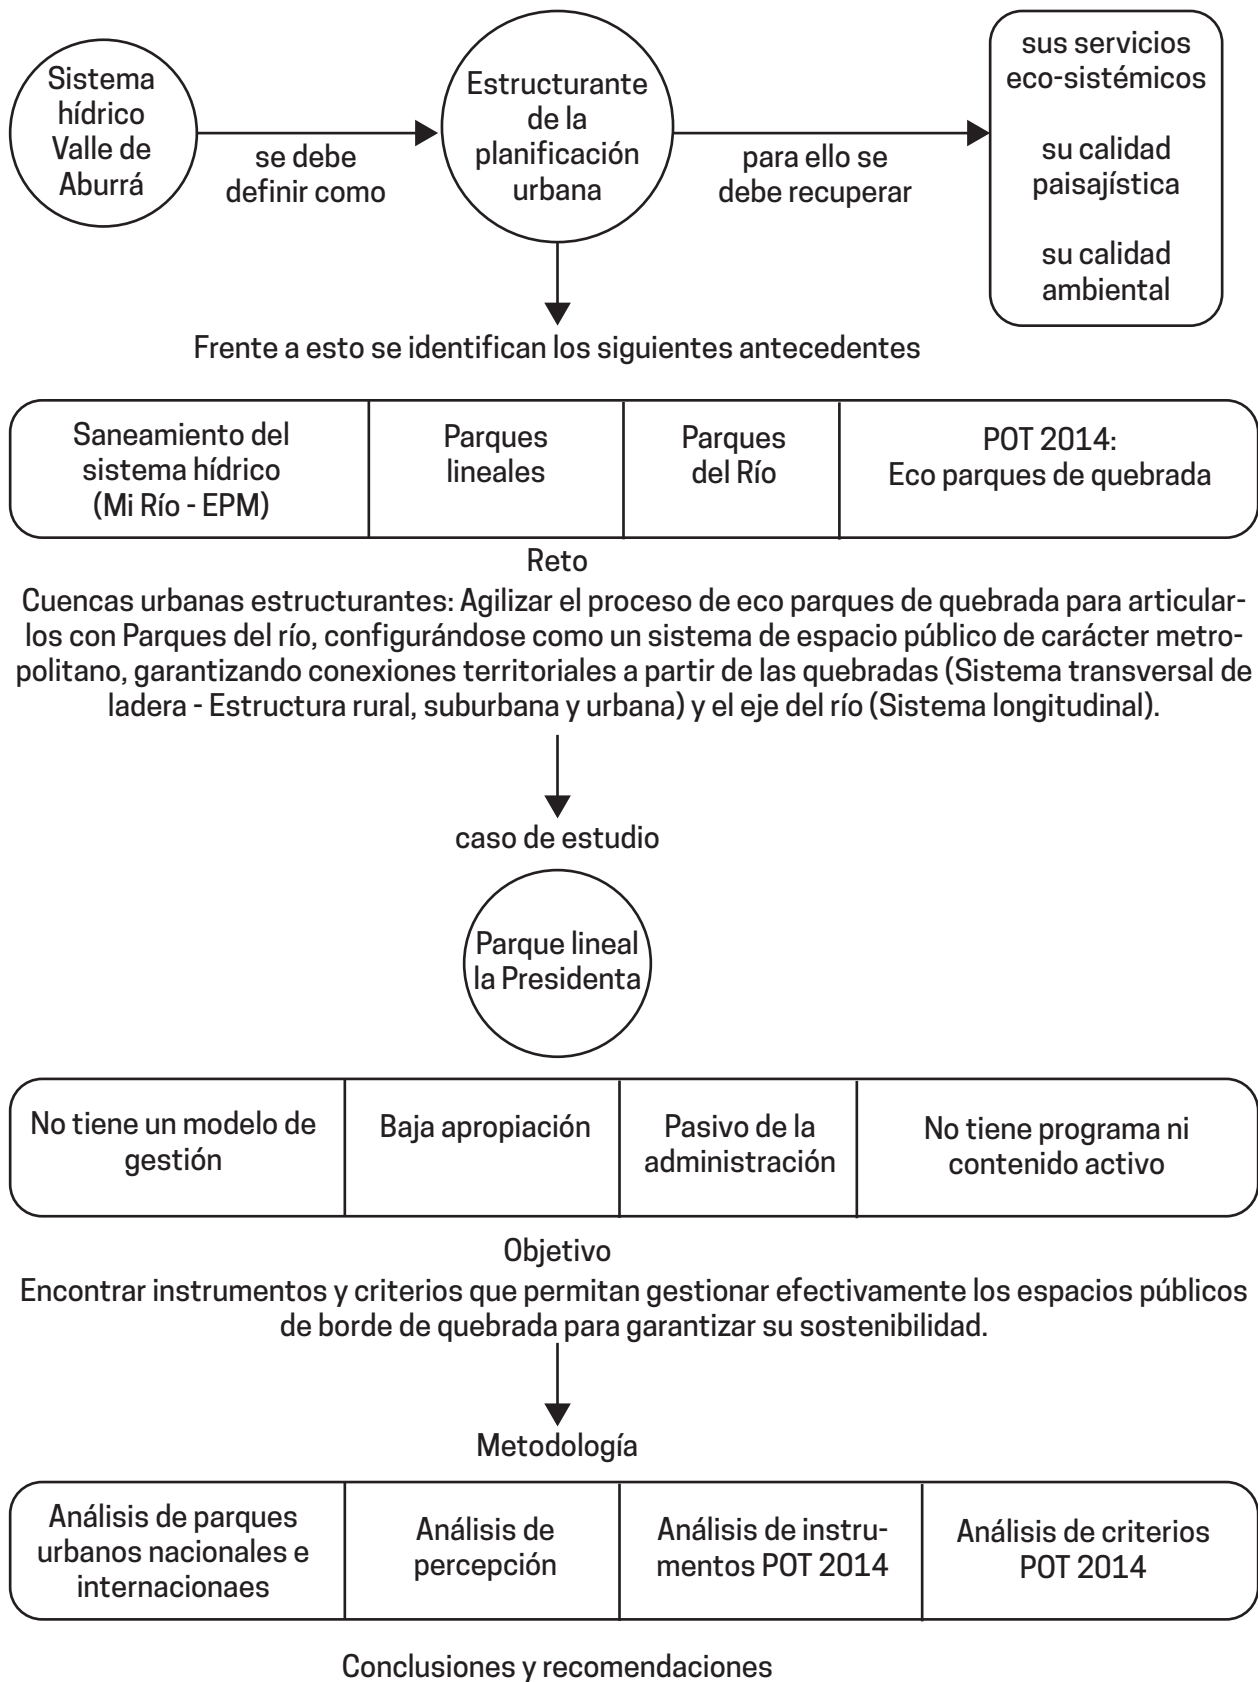 Sistema
hídrico
Valle de
Aburrá
se debe
definir como
Estructurante
de la
planificación
urbana
para ello se
debe recuperar
sus servicios
eco-sistémicos
su calidad
paisajística
su calidad
ambiental
Frente a esto se identifican los siguientes antecedentes
Saneamiento del
sistema hídrico
(Mi Río - EPM)
Parques
lineales
Parques
del Río
POT 2014:
Eco parques de quebrada
Reto
Cuencas urbanas estructurantes: Agilizar el proceso de eco parques de quebrada para articular-
los con Parques del río, configurándose como un sistema de espacio público de carácter metro-
politano, garantizando conexiones territoriales a partir de las quebradas (Sistema transversal de
ladera - Estructura rural, suburbana y urbana) y el eje del río (Sistema longitudinal).
caso de estudio
Parque lineal
la Presidenta
No tiene un modelo de
gestión
Baja apropiación
Pasivo de la
administración
No tiene programa ni
contenido activo
Objetivo
Encontrar instrumentos y criterios que permitan gestionar efectivamente los espacios públicos
de borde de quebrada para garantizar su sostenibilidad.
Metodología
Análisis de parques
urbanos nacionales e
internacionaes
Análisis de
percepción
Análisis de instru-
mentos POT 2014
Análisis de criterios
POT 2014
Conclusiones y recomendaciones